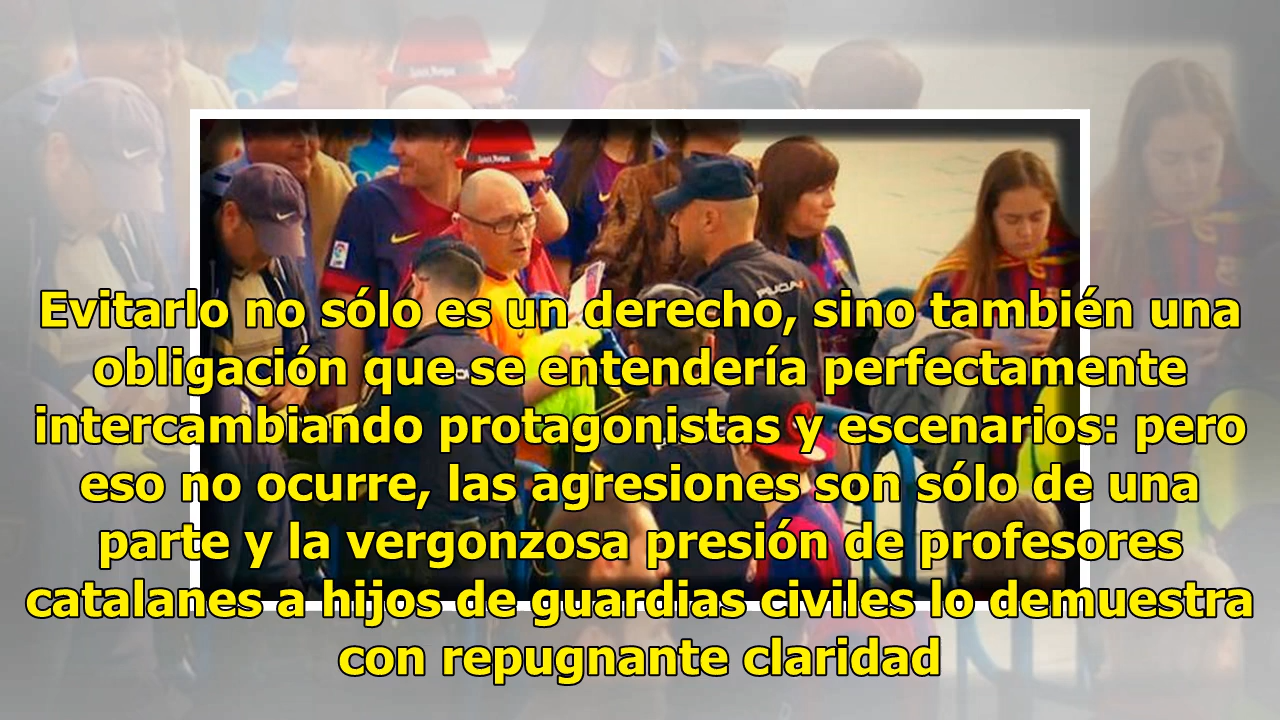 Evitarlo no sólo es un derecho, sino también una
obligación que se entendería perfectamente
intercambiando protagonistas y escenarios: pero
eso no ocurre, las agresiones son sólo de una
parte y la vergonzosa presión de profesores
catalanes a hijos de guardias civiles lo demuestra
con repugnante claridad